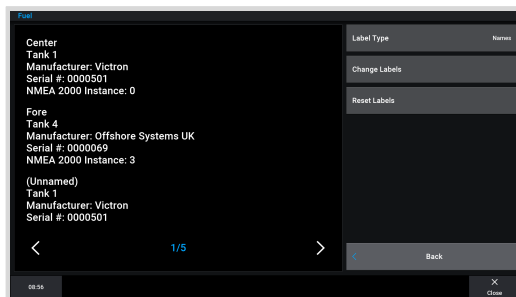 Fuel
Center
Tank 1
Manufacturer: Victron
Serial #: 0000501
NMEA 2000 Instance: 0
Fore
Tank 4
Manufacturer: Offshore Systems UK
Serial #: 0000069
NMEA 2000 Instance: 3
(Unnamed)
Tank 1
Manufacturer: Victron
Serial #: 0000501
1/5
Label Type Names
Change Labels
Reset Labels
Back
08:56
Close